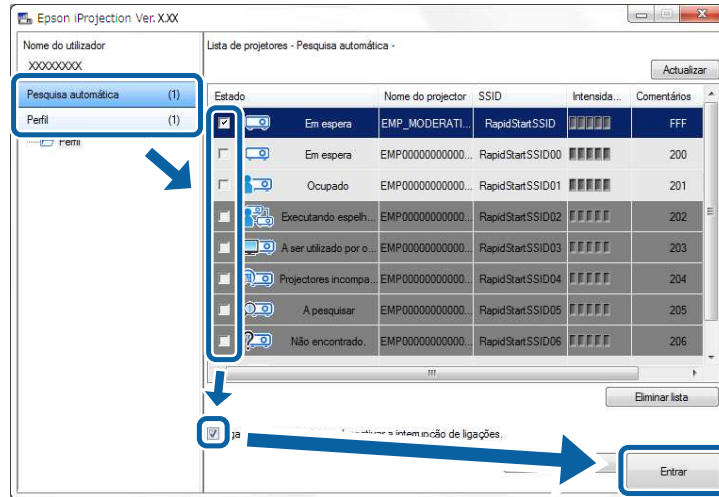 Epson iProjection Ver. X.XX
Nome do utilizador
XXXXXXXX
Lista de projetores - Pesquisa automática -
Actualizar
Pesquisa automática (1)
Perfil (1)
Perfil
Estado Nome do projector SSID Intensida... Comentários
Em espera EMP_MODERATI... RapidStartSSID FFF
Em espera EMP00000000000... RapidStartSSID00 200
Ocupado EMP00000000000... RapidStartSSID01 201
Executando espelh... EMP00000000000... RapidStartSSID02 202
A ser utilizado por o... EMP00000000000... RapidStartSSID03 203
Projectores incompa... EMP00000000000... RapidStartSSID04 204
A pesquisar EMP00000000000... RapidStartSSID05 205
Não encontrado. EMP00000000000... RapidStartSSID06 206
Eliminar lista
a interrupção de ligações.
Entrar